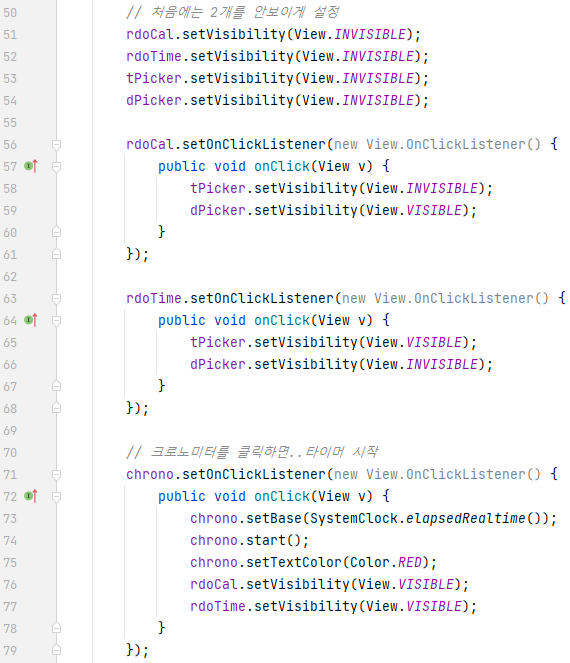 50 // 처음에는 2개를 안보이게 설정
51 rdoCal.setVisibility(View.INVISIBLE);
52 rdoTime.setVisibility(View.INVISIBLE);
53 tPicker.setVisibility(View.INVISIBLE);
54 dPicker.setVisibility(View.INVISIBLE);
55
56 rdoCal.setOnClickListener(new View.OnClickListener() {
57 public void onClick(View v) {
58 tPicker.setVisibility(View.INVISIBLE);
59 dPicker.setVisibility(View.VISIBLE);
60 }
61 });
62
63 rdoTime.setOnClickListener(new View.OnClickListener() {
64 public void onClick(View v) {
65 tPicker.setVisibility(View.VISIBLE);
66 dPicker.setVisibility(View.INVISIBLE);
67 }
68 });
69
70 // 크로노미터를 클릭하면..타이머 시작
71 chrono.setOnClickListener(new View.OnClickListener() {
72 public void onClick(View v) {
73 chrono.setBase(SystemClock.elapsedRealtime());
74 chrono.start();
75 chrono.setTextColor(Color.RED);
76 rdoCal.setVisibility(View.VISIBLE);
77 rdoTime.setVisibility(View.VISIBLE);
78 }
79 });